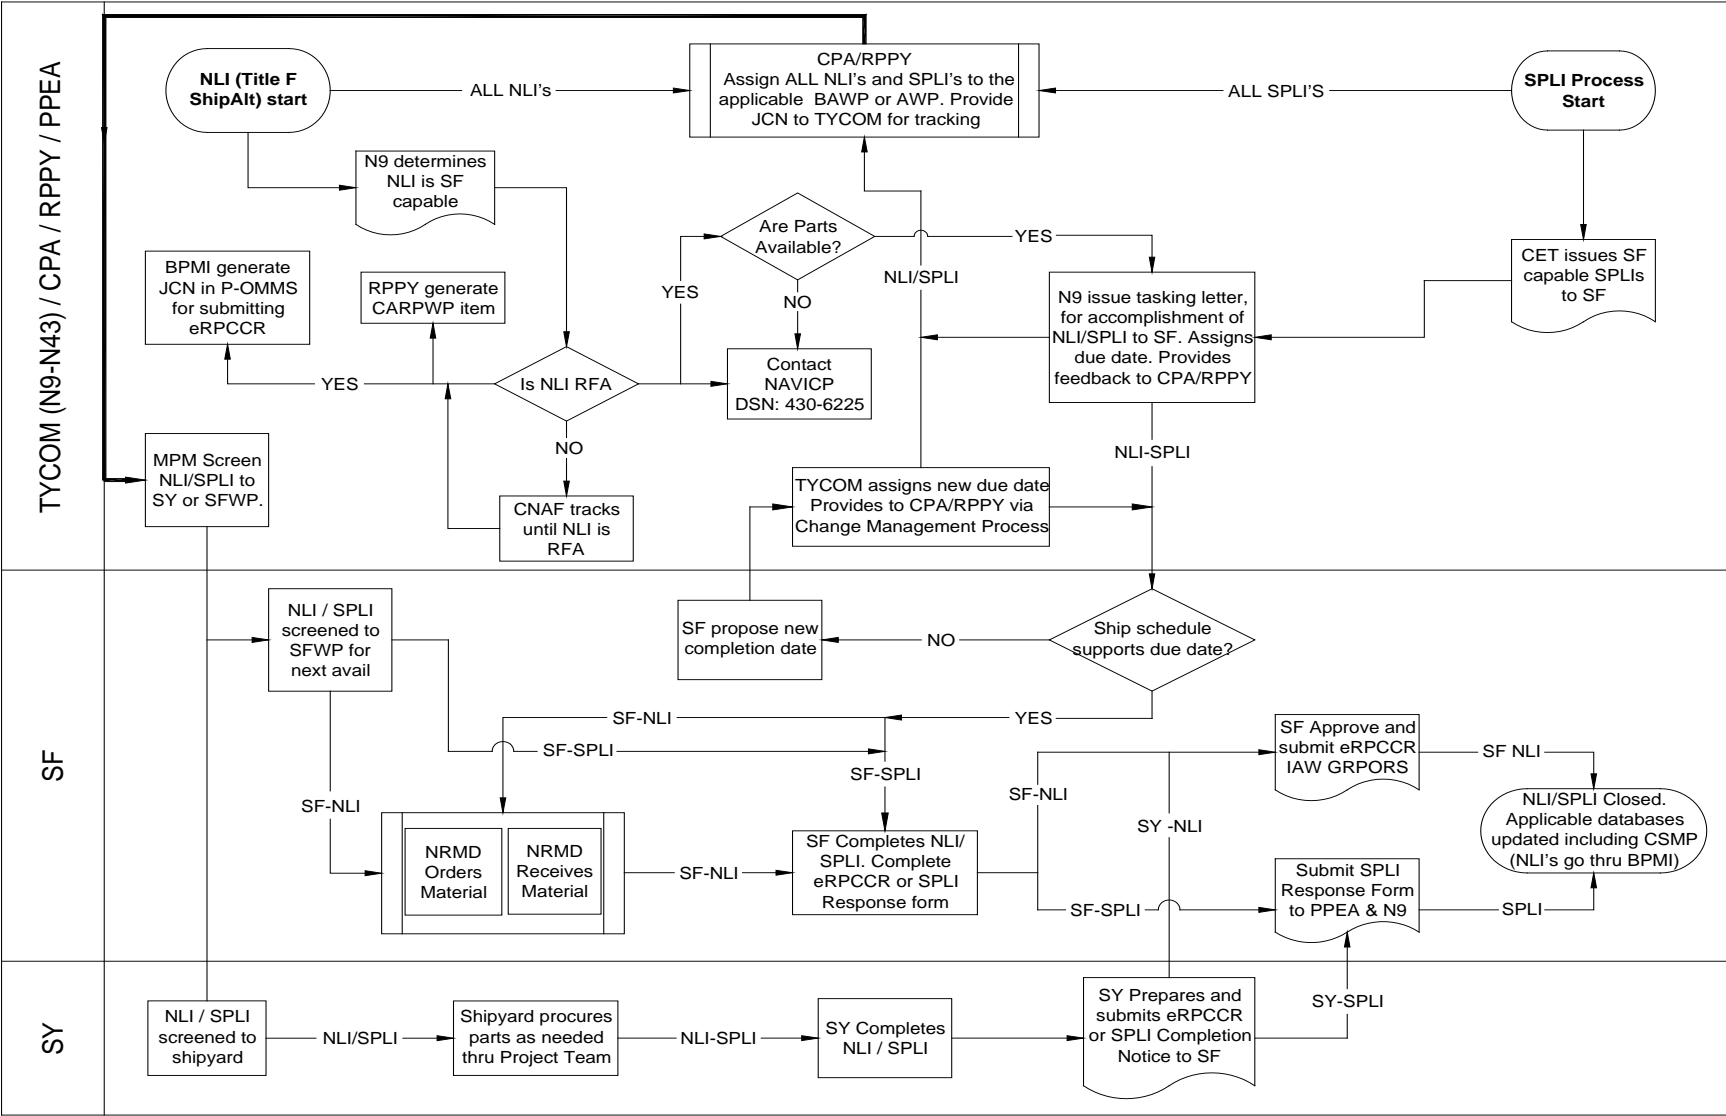 TYCOM (N9-N43) / CPA / RPPY / PPEA
NLI (Title F
ShipAlt) start
ALL NLI's
CPA/RPPY
Assign ALL NLI's and SPLI's to the
applicable BAWP or AWP. Provide
JCN to TYCOM for tracking
ALL SPLI'S
SPLI Process
Start
N9 determines
NLI is SF
capable
Are Parts
Available?
YES
NO
YES
NLI/SPLI
CET issues SF
capable SPLIs
to SF
BPMI generate
JCN in P-OMMS
for submitting
eRPCCR
RPPY generate
CARPWP item
N9 issue tasking letter,
for accomplishment of
NLI/SPLI to SF. Assigns
due date. Provides
feedback to CPA/RPPY
YES
Is NLI RFA
Contact
NAVICP
DSN: 430-6225
NO
NLI-SPLI
MPM Screen
NLI/SPLI to
SY or SFWP.
CNAF tracks
until NLI is
RFA
TYCOM assigns new due date
Provides to CPA/RPPY via
Change Management Process
SF
NLI / SPLI
screened to
SFWP for
next avail
SF propose new
completion date
NO
Ship schedule
supports due date?
SF-NLI
YES
SF-SPLI
SF-SPLI
SF-NLI
NRMD
Orders
Material
NRMD
Receives
Material
SF-NLI
SF Completes NLI/
SPLI. Complete
eRPCCR or SPLI
Response form
SF-NLI
SY -NLI
SF-SPLI
SF Approve and
submit eRPCCR
IAW GRPORS
SF NLI
NLI/SPLI Closed.
Applicable databases
updated including CSMP
(NLI's go thru BPMI)
Submit SPLI
Response Form
to PPEA & N9
SPLI
SY
NLI / SPLI
screened to
shipyard
NLI/SPLI
Shipyard procures
parts as needed
thru Project Team
NLI-SPLI
SY Completes
NLI / SPLI
SY Prepares and
submits eRPCCR
or SPLI Completion
Notice to SF
SY-SPLI